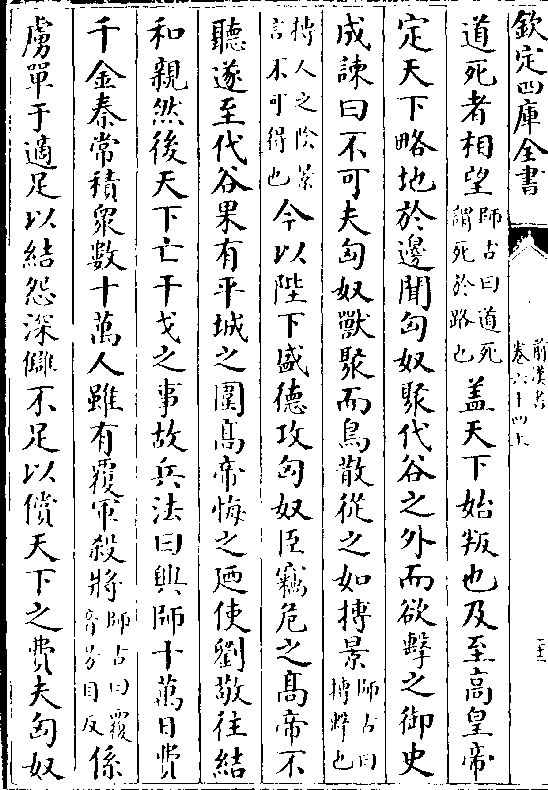 欽定四庫全書
前漢書
卷六十四上
道死者相望師古曰道死謂死於路也盖天下始叛也及至高皇帝
定天下略地於邊聞匈奴聚代谷之外而欲擊之御史
成諫曰不可夫匈奴獸聚而鳥散從之如搏景師古曰搏擊也
搏人之隂景言不可得也今以陛下盛德攻匈奴臣竊危之髙帝不
聽遂至代谷果有平城之圍髙帝悔之廼使劉敬往結
和親然後天下亡干戈之事故兵法曰興師十萬日費
千金秦常積衆數十萬人雖有覆軍殺將師古曰覆音芳目反係
虜單于適足以結怨深讎不足以償天下之費夫匈奴